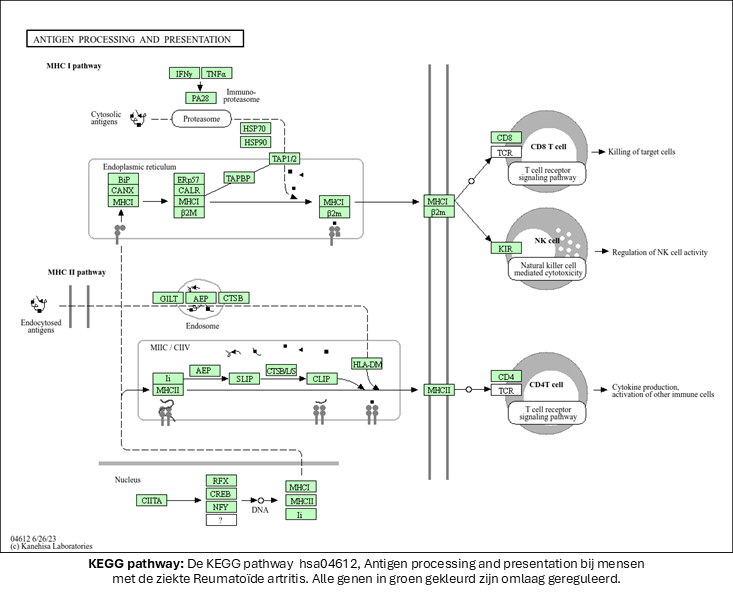 ANTIGEN PROCESSING AND PRESENTATION
MHC I pathway
IFNγ
TNFα
PA28
Immuno-
proteasome
Cytosolic
antigens
Proteasome
HSP70
HSP90
TAP1/2
Endoplasmic reticulum
BiP
CANX
MHCI
ERp57
CALR
MHCI
β2M
TAPBP
MHCI
β2m
MHCI
β2m
CD8
TCR
CD8 T cell
T cell receptor
signaling pathway
Killing of target cells
KIR
NK cell
Natural killer cell
mediated cytotoxicity
Regulation of NK cell activity
MHC II pathway
Endocytosed
antigens
GILT
AEP
CTSB
Endosome
MIIC / CIIV
Ii
MHCII
AEP
SLIP
CTSB/L/S
CLIP
HLA-DM
MHCII
CD4
TCR
CD4T cell
T cell receptor
signaling pathway
Cytokine production,
activation of other immune cells
Nucleus
CIITA
RFX
CREB
NFY
?
DNA
MHCI
MHCII
Ii
04612 6/26/23
(c) Kanehisa Laboratories
KEGG pathway: De KEGG pathway hsa04612, Antigen processing and presentation bij mensen
met de ziekte Reumatoïde artritis. Alle genen in groen gekleurd zijn omlaag gereguleerd.